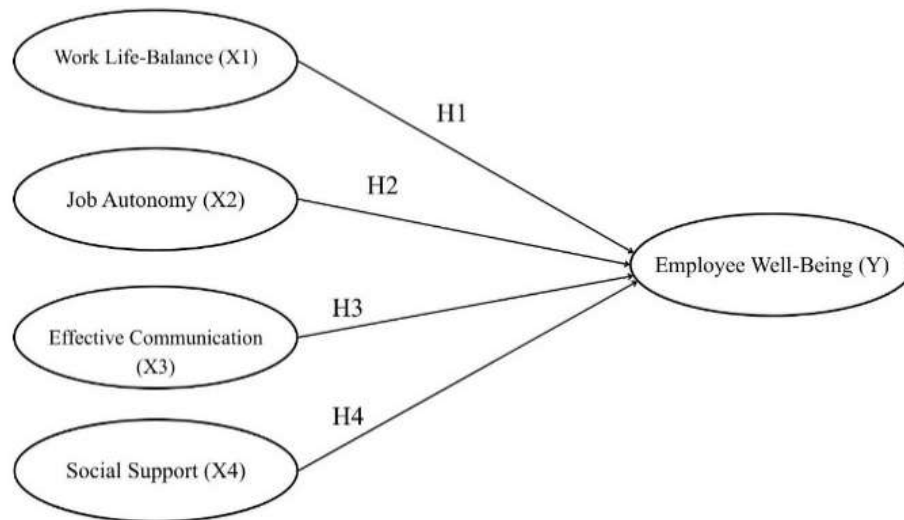 Work Life-Balance (X1)
H1
H2
Job Autonomy (X2)
Employee Well-Being (Y)
H3
Effective Communication
(X3)
H4
Social Support (X4)